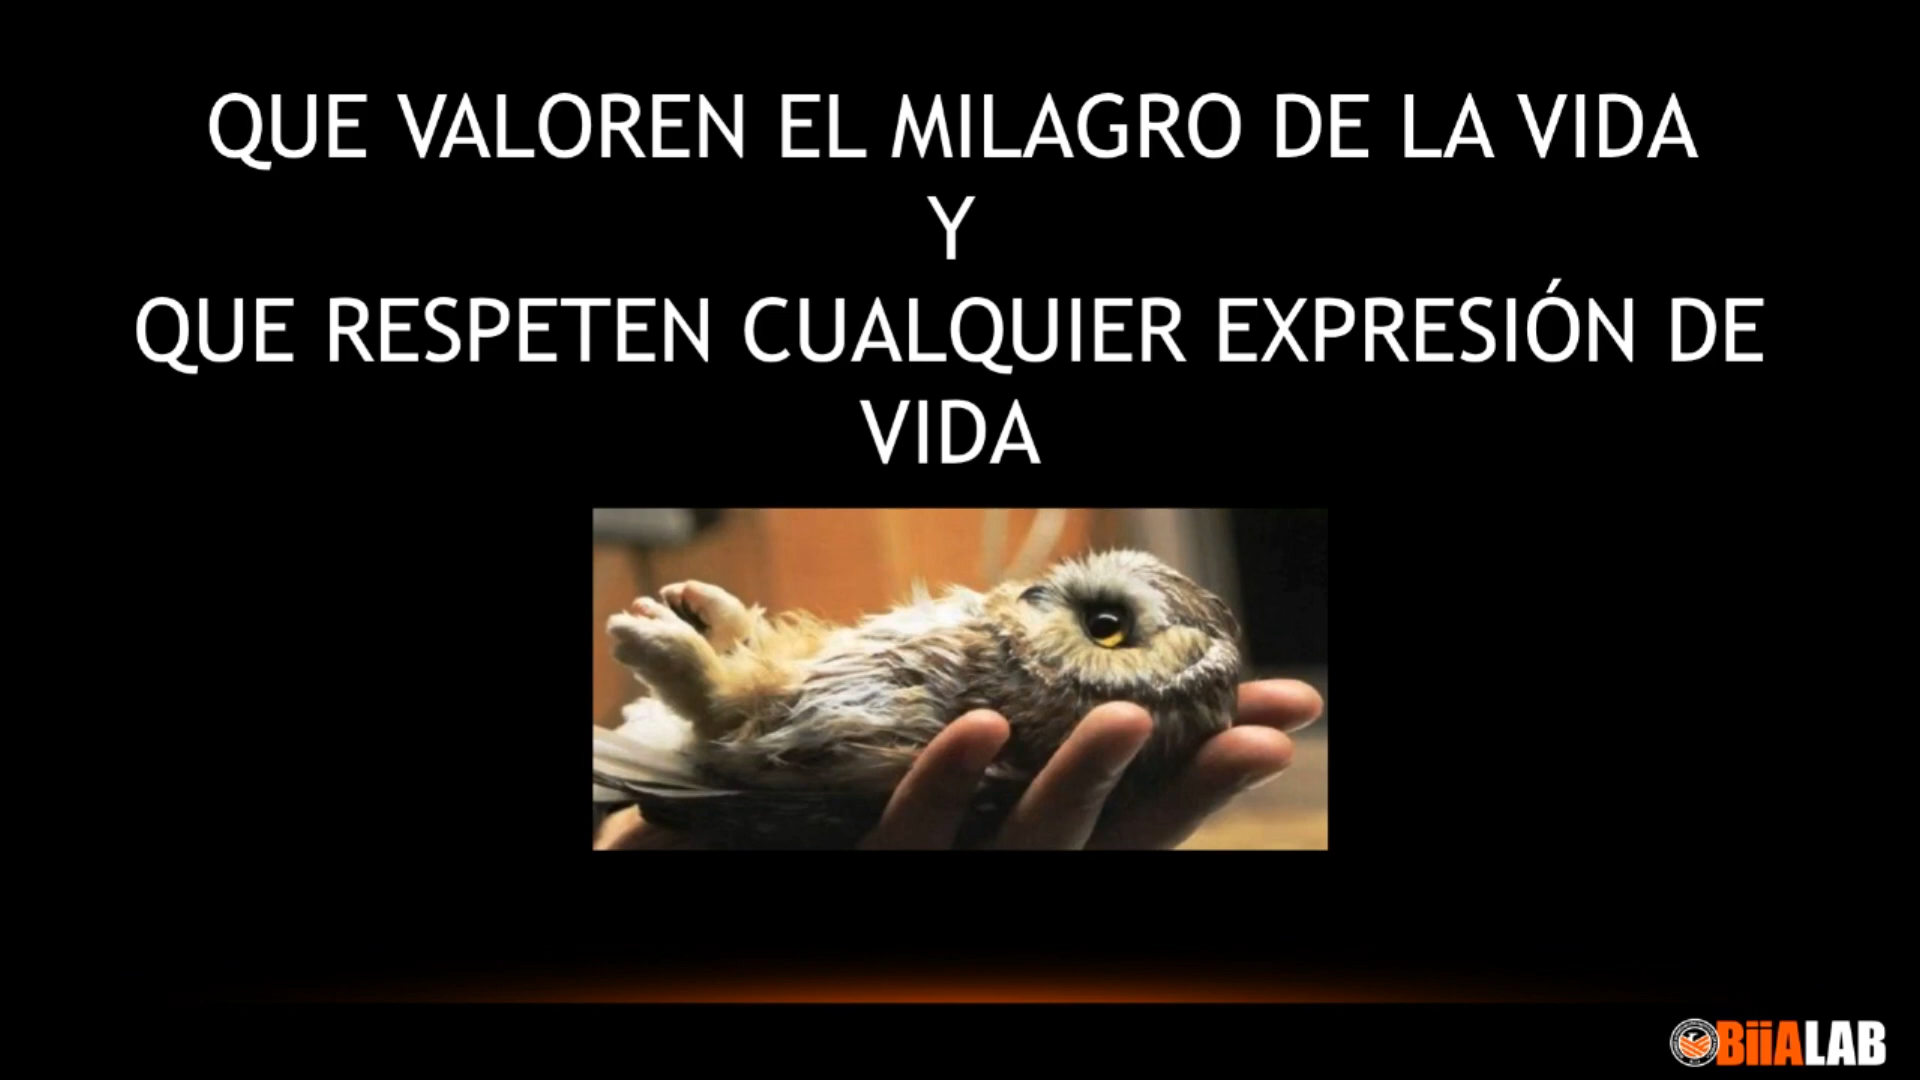 QUE VALOREN EL MILAGRO DE LA VIDA
Y
QUE RESPETEN CUALQUIER EXPRESIÓN DE
VIDA
BiiALAB